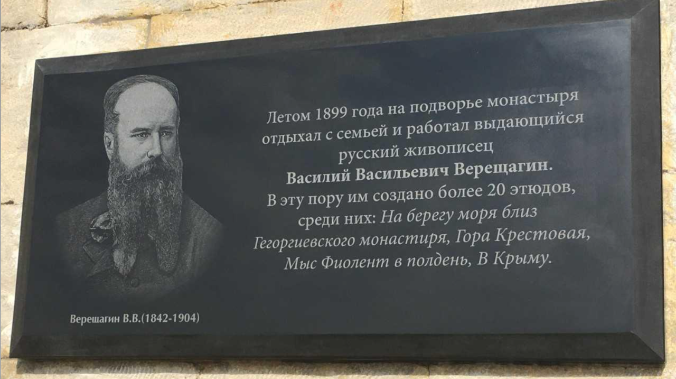 Летом 1899 года на подворье монастыря
отдыхал с семьей и работал выдающийся
русский живописец
Василий Васильевич Верещагин.
В эту пору им создано более 20 этюдов,
среди них: На берегу моря близ
Гегоргиевского монастиря, Гора Крестовая,
Мыс Фиолент в полдень, В Крыму.
Верещагин В.В.(1842-1904)